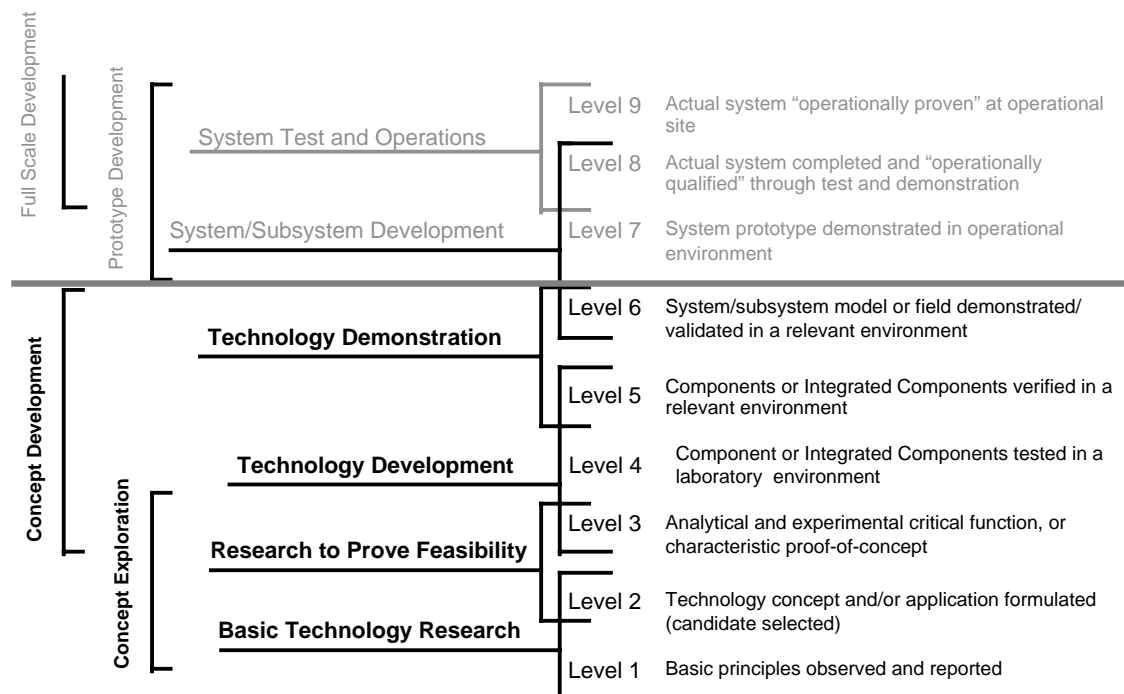 Full Scale Development
Prototype Development
System Test and Operations
Level 9
Actual system “operationally proven” at operational
site
Level 8
Actual system completed and “operationally
qualified” through test and demonstration
System/Subsystem Development
Level 7
System prototype demonstrated in operational
environment
Concept Development
Technology Demonstration
Level 6
System/subsystem model or field demonstrated/
validated in a relevant environment
Level 5
Components or Integrated Components verified in a
relevant environment
Technology Development
Level 4
Component or Integrated Components tested in a
laboratory environment
Concept Exploration
Research to Prove Feasibility
Level 3
Analytical and experimental critical function, or
characteristic proof-of-concept
Level 2
Technology concept and/or application formulated
(candidate selected)
Basic Technology Research
Level 1
Basic principles observed and reported